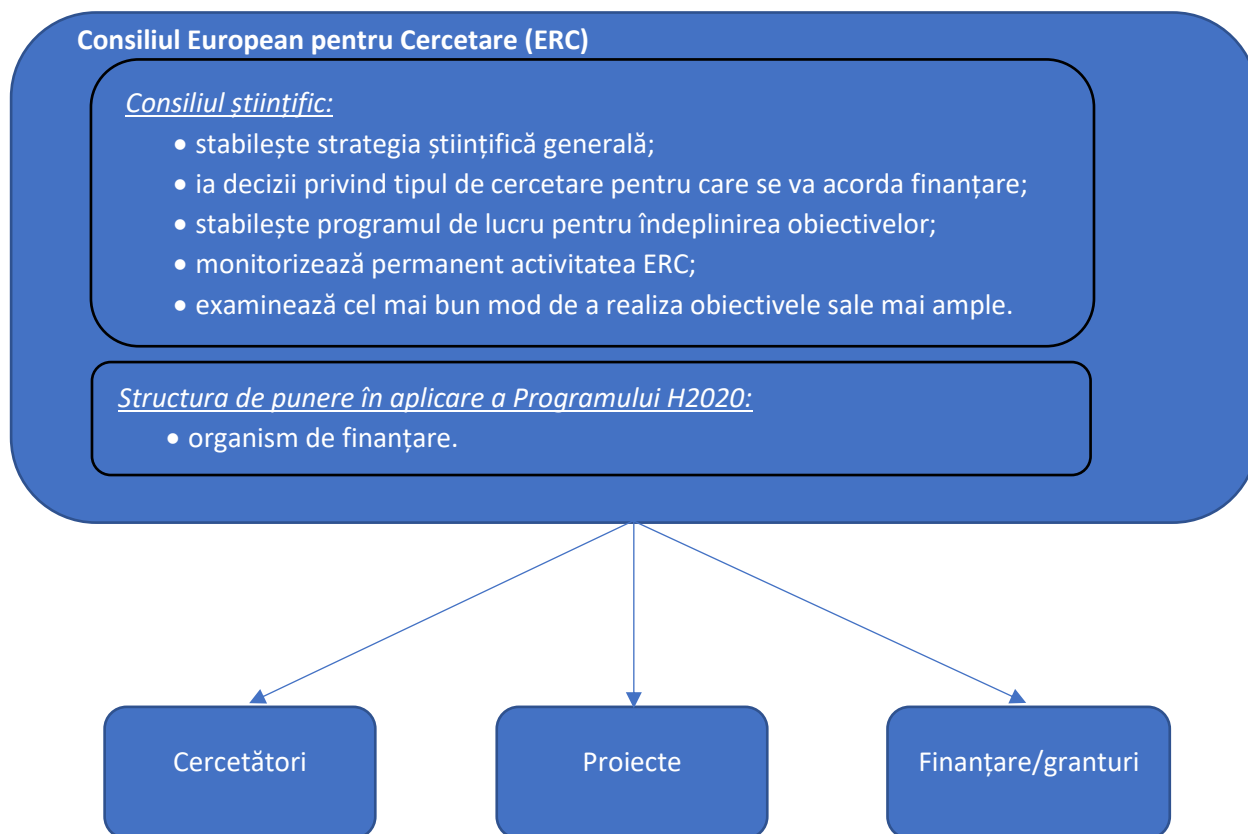 Consiliul European pentru Cercetare (ERC)
Consiliul științific:
• stabilește strategia științifică generală;
• ia decizii privind tipul de cercetare pentru care se va acorda finanțare;
• stabilește programul de lucru pentru îndeplinirea obiectivelor;
• monitorizează permanent activitatea ERC;
• examinează cel mai bun mod de a realiza obiectivele sale mai ample.
Structura de punere în aplicare a Programului H2020:
• organism de finanțare.
Cercetători
Proiecte
Finanțare/granturi